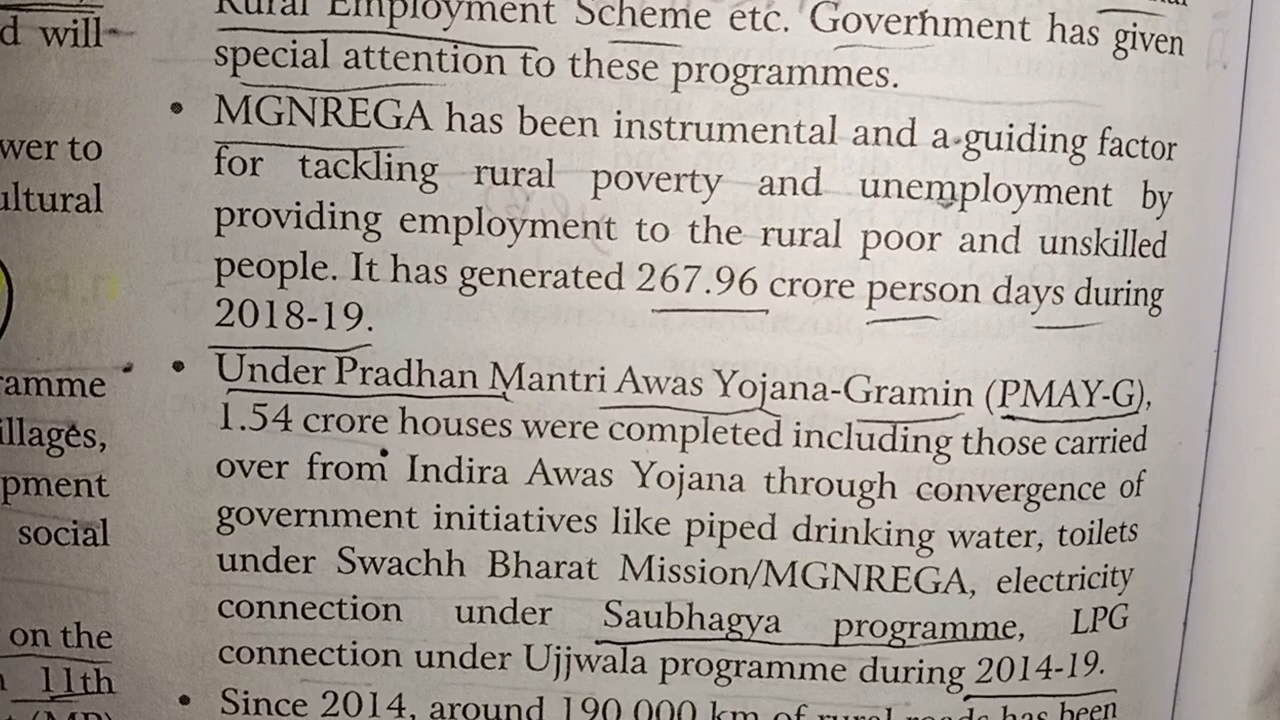 d will
wer to
ultural
ramme
illages,
pment
social
on the
11th
Rural Employment Scheme etc. Government has given
special attention to these programmes.
• MGNREGA has been instrumental and a guiding factor
for tackling rural poverty and unemployment by
providing employment to the rural poor and unskilled
people. It has generated 267.96 crore person days during
2018-19.
• Under Pradhan Mantri Awas Yojana-Gramin (PMAY-G),
1.54 crore houses were completed including those carried
over from Indira Awas Yojana through convergence of
government initiatives like piped drinking water, toilets
under Swachh Bharat Mission/MGNREGA, electricity
connection under Saubhagya programme, LPG
connection under Ujjwala programme during 2014-19.
• Since 2014, around 190 000 km of rural roads has been